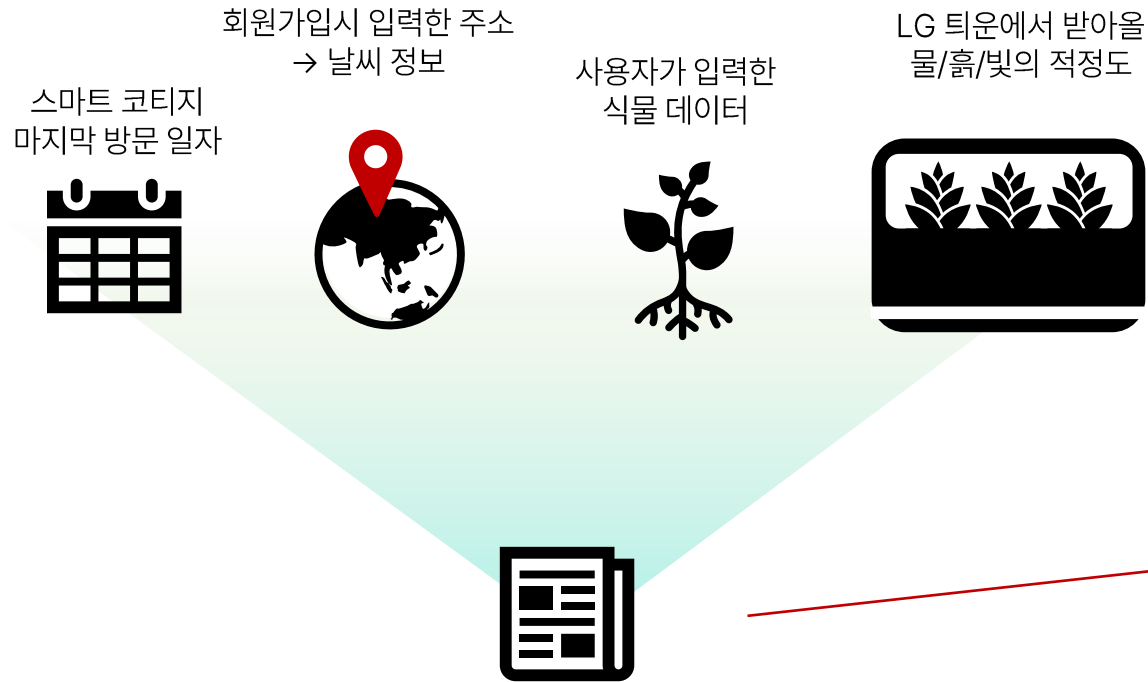 스마트 코티지
마지막 방문 일자
회원가입시 입력한 주소
→ 날씨 정보
사용자가 입력한
식물 데이터
LG 틔운에서 받아올
물/흙/빛의 적정도